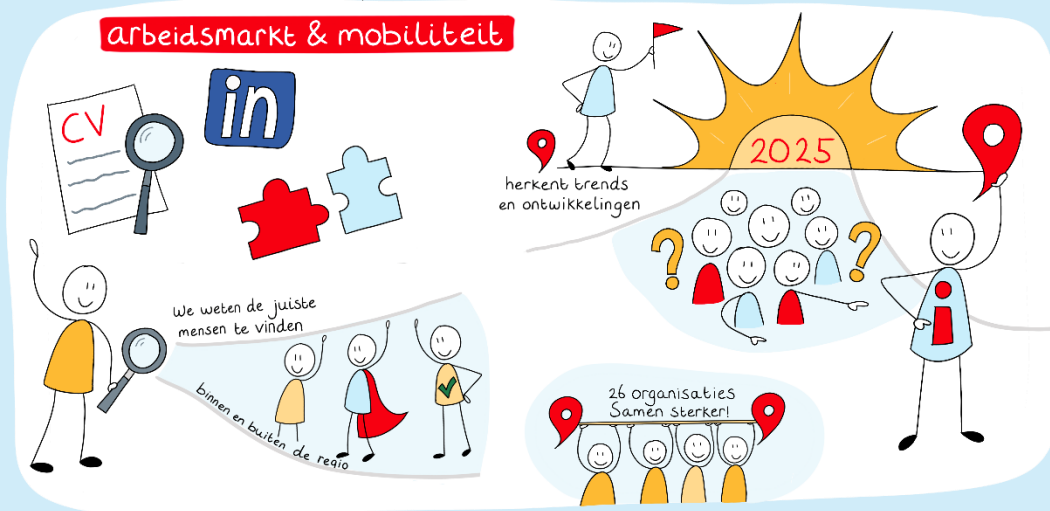 arbeidsmarkt & mobiliteit
CV
in
We weten de juiste
mensen te vinden
binnen en buiten de regio
2025
herkent trends
en ontwikkelingen
?
?
i
26 organisaties
Samen sterker!